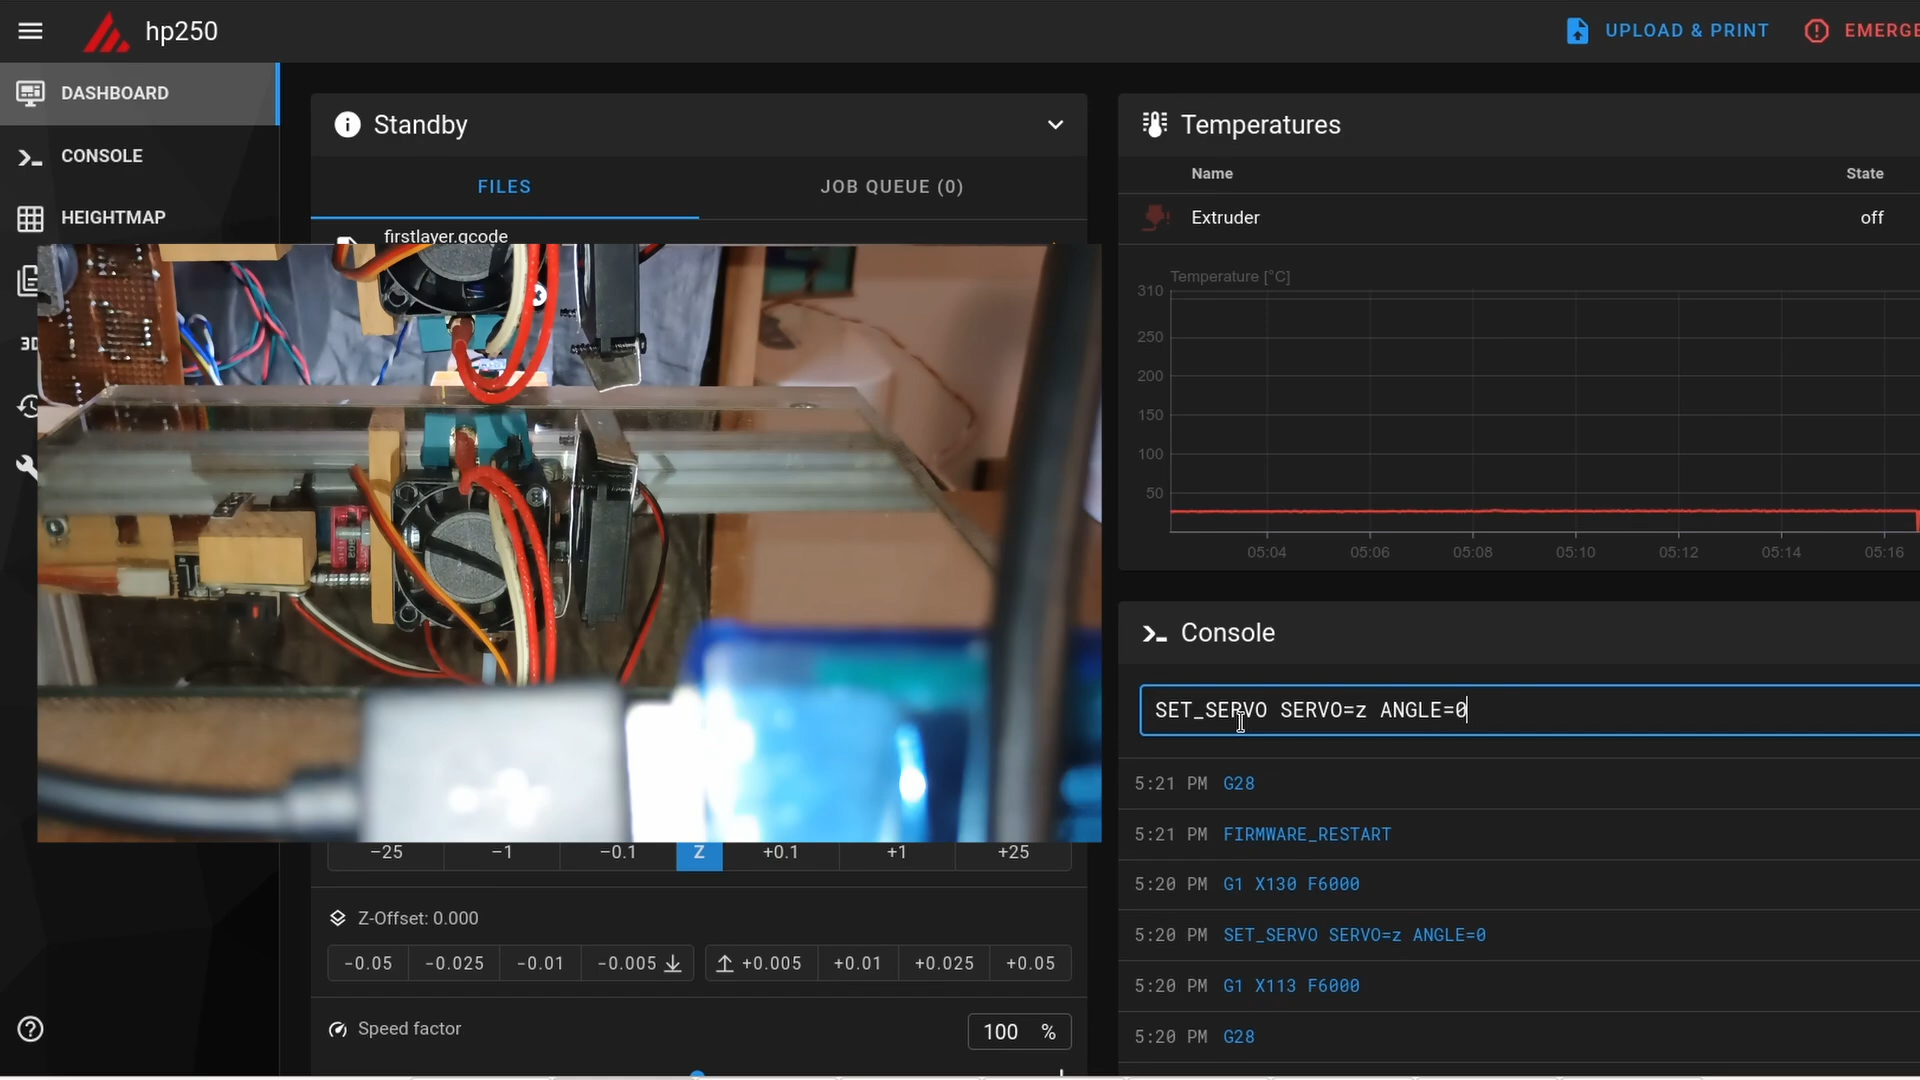 hp250
UPLOAD & PRINT
EMERGE
DASHBOARD
CONSOLE
HEIGHTMAP
3D
Standby
FILES
JOB QUEUE (0)
firstlayer.gcode
−25
−1
−0.1
Z
+0.1
+1
+25
Z-Offset: 0.000
−0.05
−0.025
−0.01
−0.005
+0.005
+0.01
+0.025
+0.05
Speed factor
100 %
Temperatures
Name
State
Extruder
off
Temperature [°C]
310
250
200
150
100
50
05:04
05:06
05:08
05:10
05:12
05:14
05:16
Console
SET_SERVO SERVO=z ANGLE=0
5:21 PM G28
5:21 PM FIRMWARE_RESTART
5:20 PM G1 X130 F6000
5:20 PM SET_SERVO SERVO=z ANGLE=0
5:20 PM G1 X113 F6000
5:20 PM G28